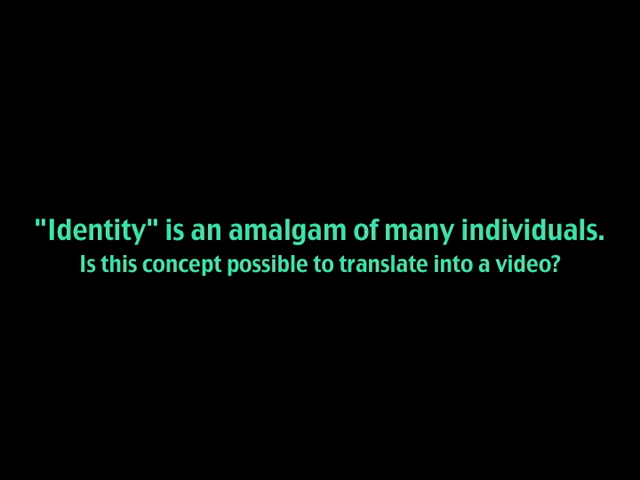 "Identity" is an amalgam of many individuals.
Is this concept possible to translate into a video?